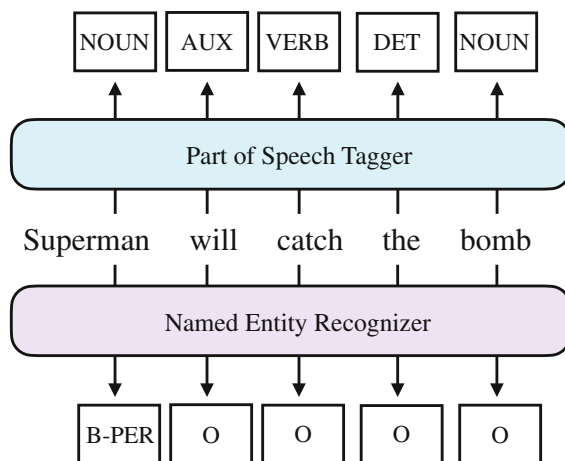 NOUN AUX VERB DET NOUN
Part of Speech Tagger
Superman will catch the bomb
Named Entity Recognizer
B-PER O O O O